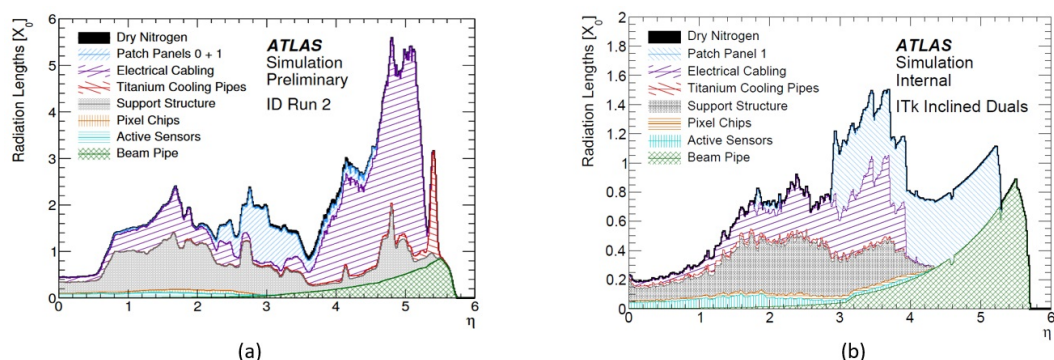 Radiation Lengths [X₀]
6
5
4
3
2
1
0
Dry Nitrogen
Patch Panels 0 + 1
Electrical Cabling
Titanium Cooling Pipes
Support Structure
Pixel Chips
Active Sensors
Beam Pipe
ATLAS
Simulation
Preliminary
ID Run 2
0 1 2 3 4 5 6
η
(a)
Radiation Lengths [X₀]
2
1.8
1.6
1.4
1.2
1
0.8
0.6
0.4
0.2
0
Dry Nitrogen
Patch Panel 1
Electrical Cabling
Titanium Cooling Pipes
Support Structure
Pixel Chips
Active Sensors
Beam Pipe
ATLAS
Simulation
Internal
ITk Inclined Duals
0 1 2 3 4 5 6
η
(b)